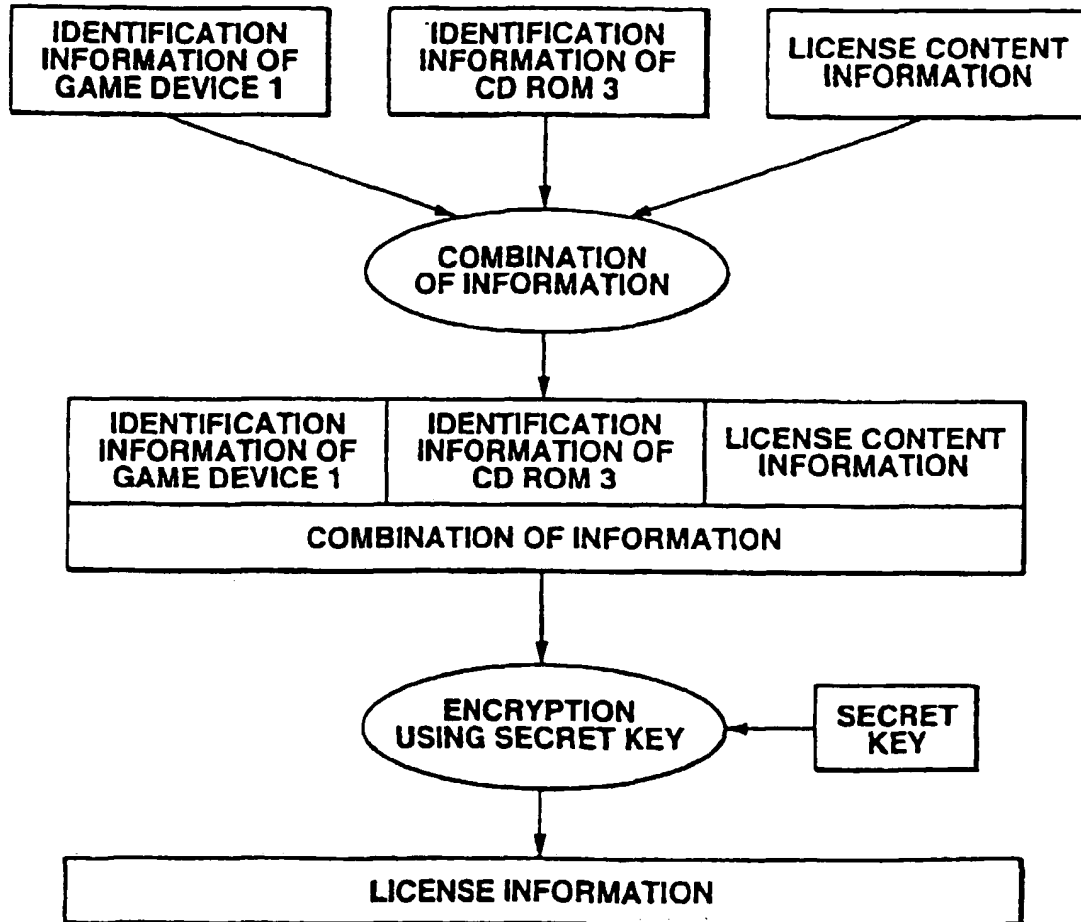 IDENTIFICATION
INFORMATION OF
GAME DEVICE 1
IDENTIFICATION
INFORMATION OF
CD ROM 3
LICENSE CONTENT
INFORMATION
COMBINATION
OF INFORMATION
IDENTIFICATION
INFORMATION OF
GAME DEVICE 1
IDENTIFICATION
INFORMATION OF
CD ROM 3
LICENSE CONTENT
INFORMATION
COMBINATION OF INFORMATION
ENCRYPTION
USING SECRET KEY
SECRET
KEY
LICENSE INFORMATION